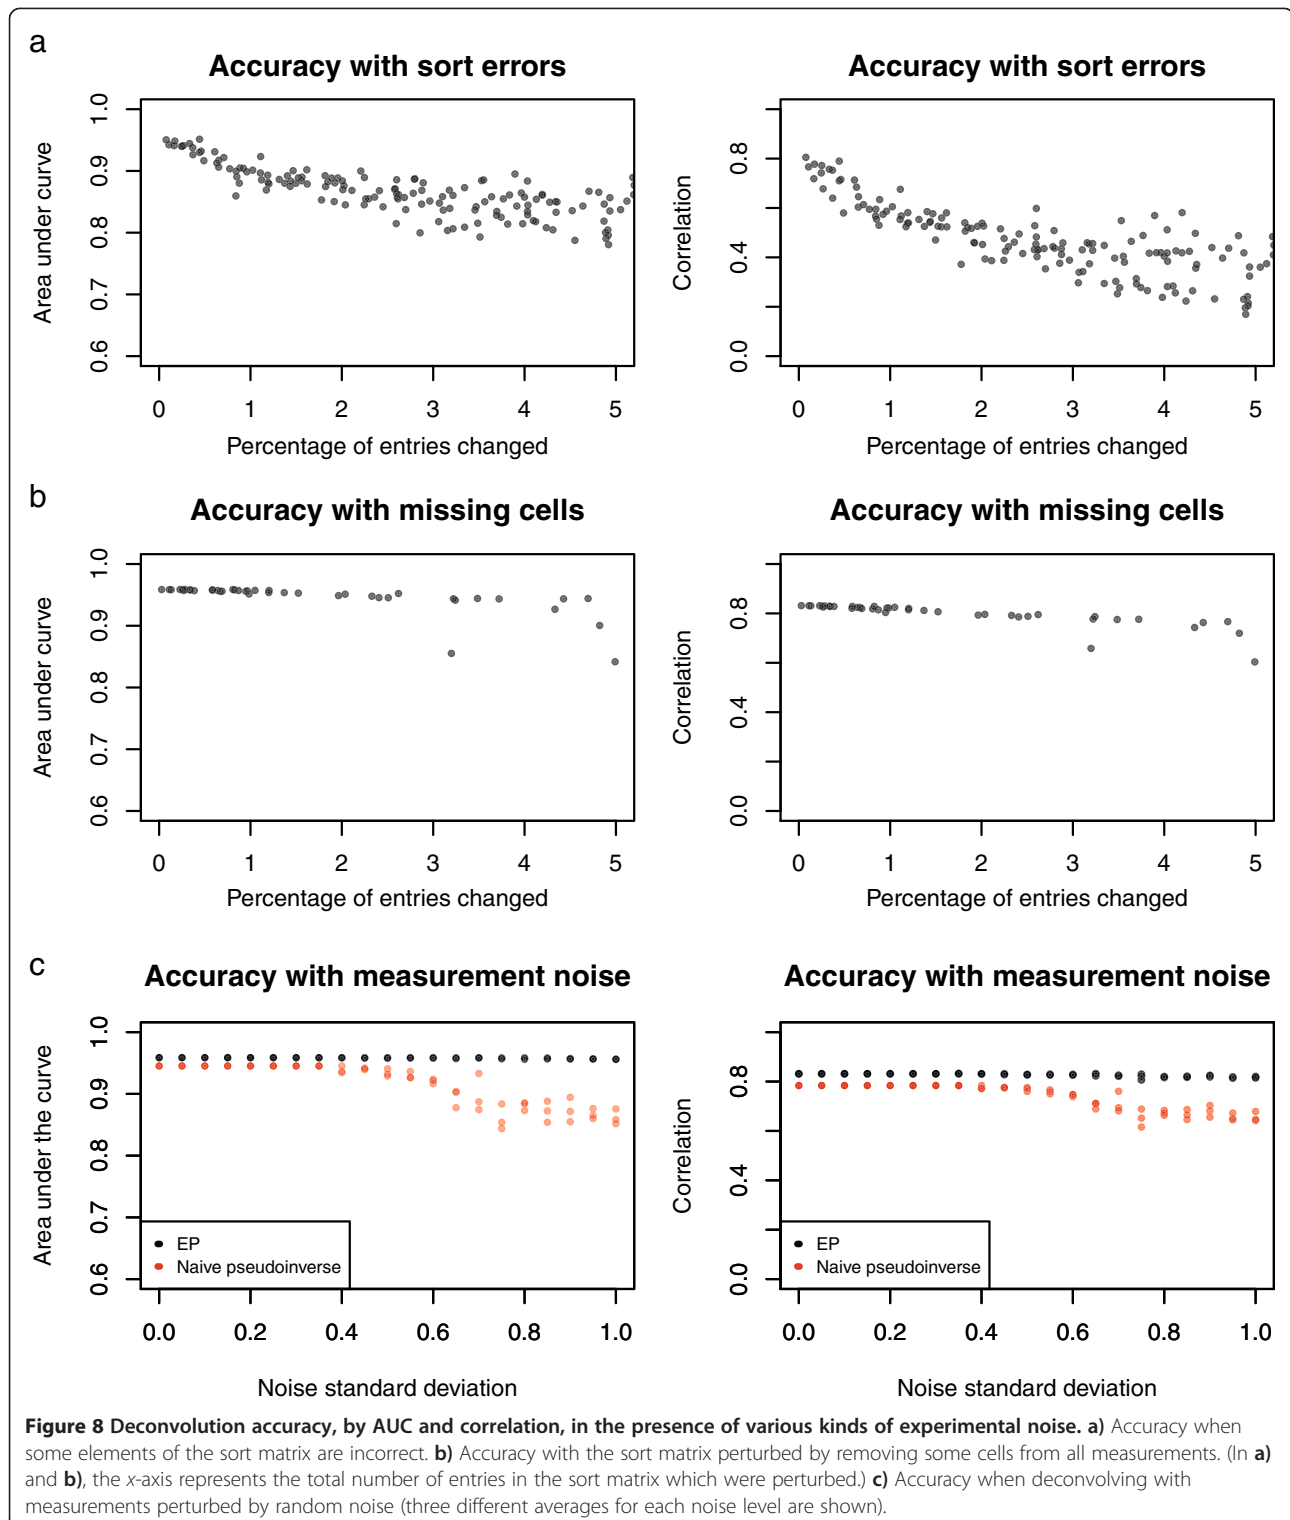 a
Accuracy with sort errors
Area under curve
1.0
0.9
0.8
0.7
0.6
0 1 2 3 4 5
Percentage of entries changed
Accuracy with sort errors
Correlation
0.8
0.4
0.0
0 1 2 3 4 5
Percentage of entries changed
b
Accuracy with missing cells
Area under curve
1.0
0.9
0.8
0.7
0.6
0 1 2 3 4 5
Percentage of entries changed
Accuracy with missing cells
Correlation
0.8
0.4
0.0
0 1 2 3 4 5
Percentage of entries changed
c
Accuracy with measurement noise
Area under the curve
1.0
0.9
0.8
0.7
0.6
EP
Naive pseudoinverse
0.0 0.2 0.4 0.6 0.8 1.0
Noise standard deviation
Accuracy with measurement noise
Correlation
0.8
0.4
0.0
EP
Naive pseudoinverse
0.0 0.2 0.4 0.6 0.8 1.0
Noise standard deviation
Figure 8 Deconvolution accuracy, by AUC and correlation, in the presence of various kinds of experimental noise. a) Accuracy when
some elements of the sort matrix are incorrect. b) Accuracy with the sort matrix perturbed by removing some cells from all measurements. (In a)
and b), the x-axis represents the total number of entries in the sort matrix which were perturbed.) c) Accuracy when deconvolving with
measurements perturbed by random noise (three different averages for each noise level are shown).